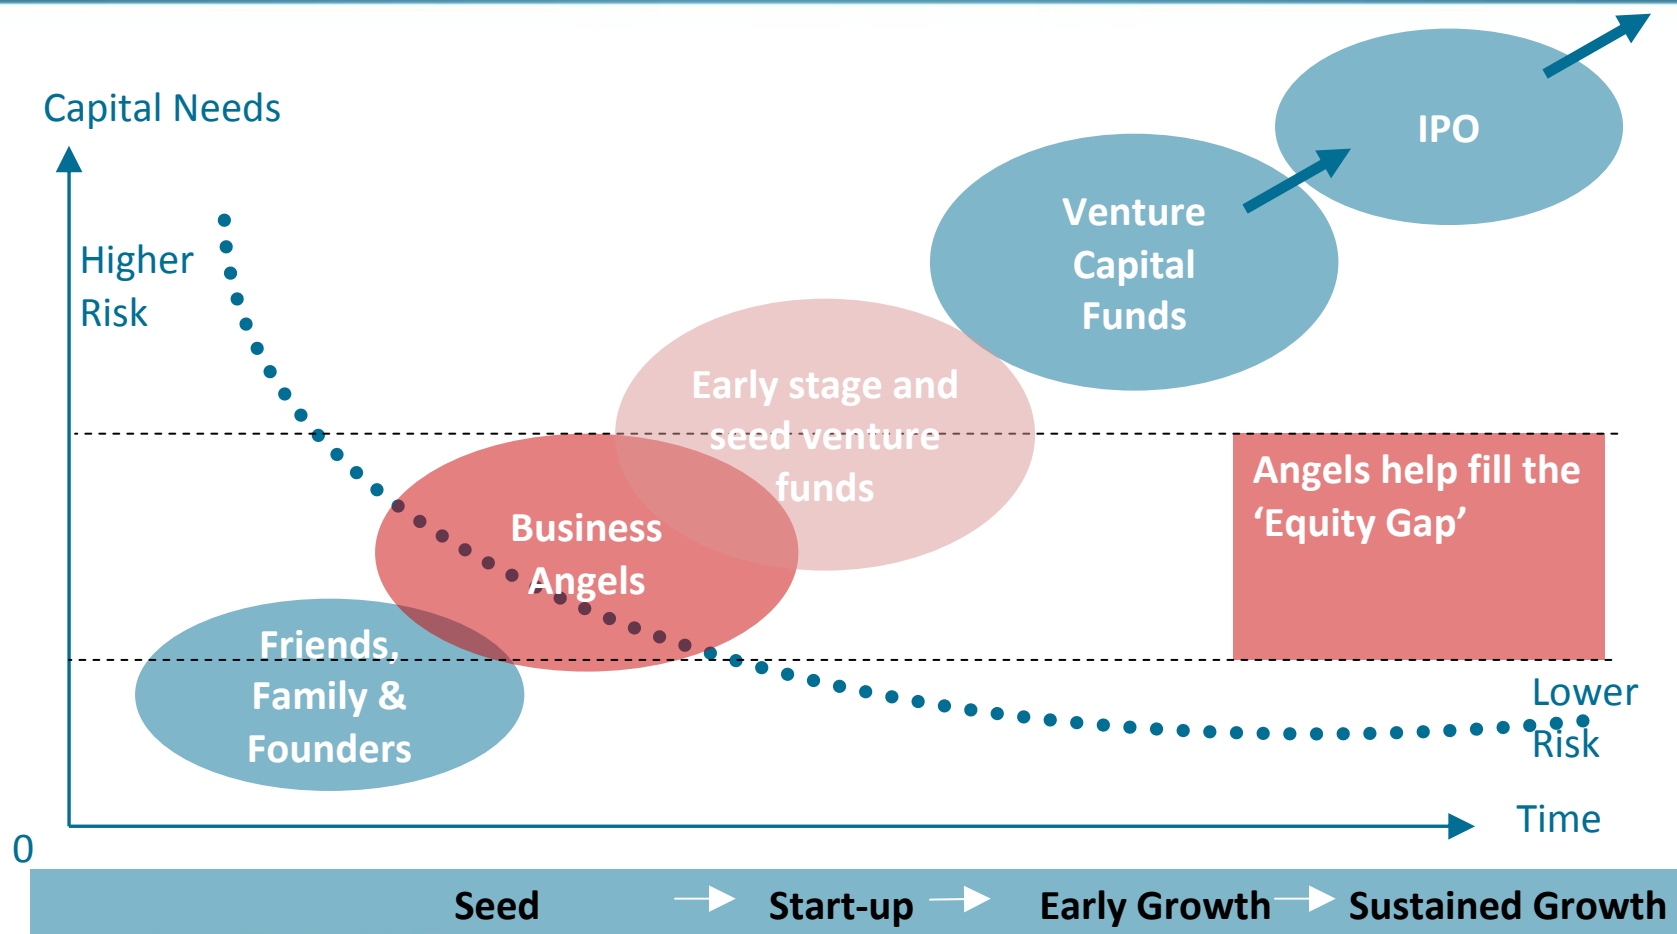 Capital Needs
IPO
Venture
Capital
Funds
Higher
Risk
Early stage and
seed venture
funds
Angels help fill the
‘Equity Gap’
Business
Angels
Friends,
Family &
Founders
Lower
Risk
Time
0
Seed
Start-up
Early Growth
Sustained Growth